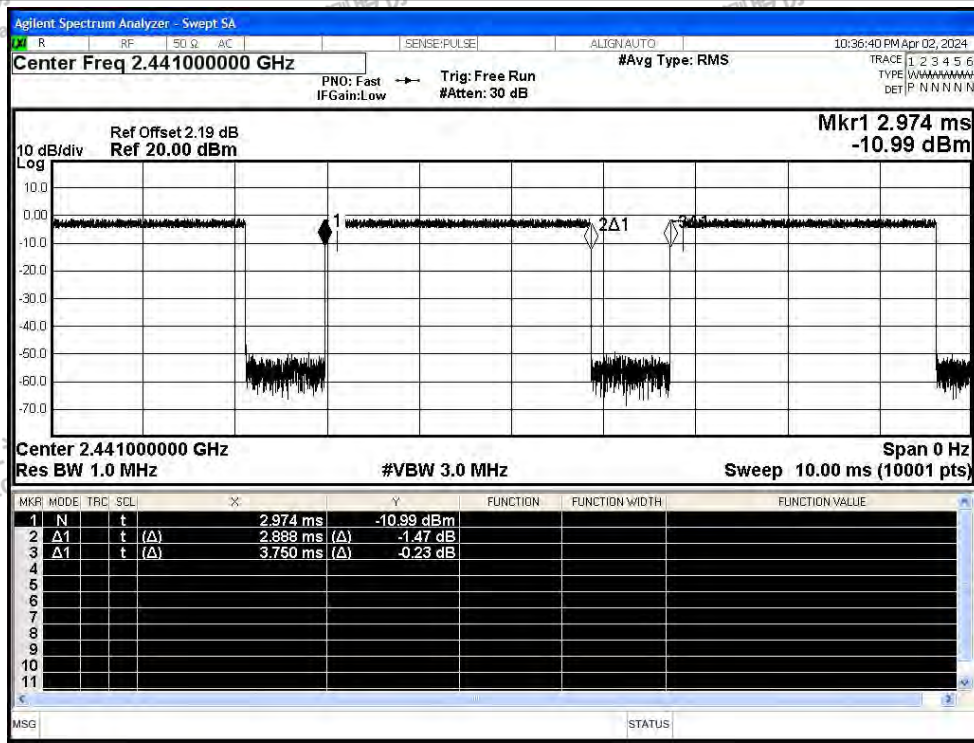 Agilent Spectrum Analyzer - Swept SA
R RF 50 Ω AC SENSE:PULSE ALIGNAUTO 10:36:40 PM Apr 02, 2024
Center Freq 2.441000000 GHz #Avg Type: RMS TRACE 1 2 3 4 5 6
PNO: Fast Trig: Free Run TYPE WWWWWW
IFGain:Low #Atten: 30 dB DET P N N N N N
Mkr1 2.974 ms
Ref Offset 2.19 dB
10 dB/div Ref 20.00 dBm -10.99 dBm
Log
10.0
0.00
1 2Δ1 3Δ1
-10.0
-20.0
-30.0
-40.0
-50.0
-60.0
-70.0
Center 2.441000000 GHz Span 0 Hz
Res BW 1.0 MHz #VBW 3.0 MHz Sweep 10.00 ms (10001 pts)
MKR MODE TRC SCL X Y FUNCTION FUNCTION WIDTH FUNCTION VALUE
1 N t 2.974 ms -10.99 dBm
2 Δ1 t (Δ) 2.888 ms (Δ) -1.47 dB
3 Δ1 t (Δ) 3.750 ms (Δ) -0.23 dB
4
5
6
7
8
9
10
11
MSG STATUS